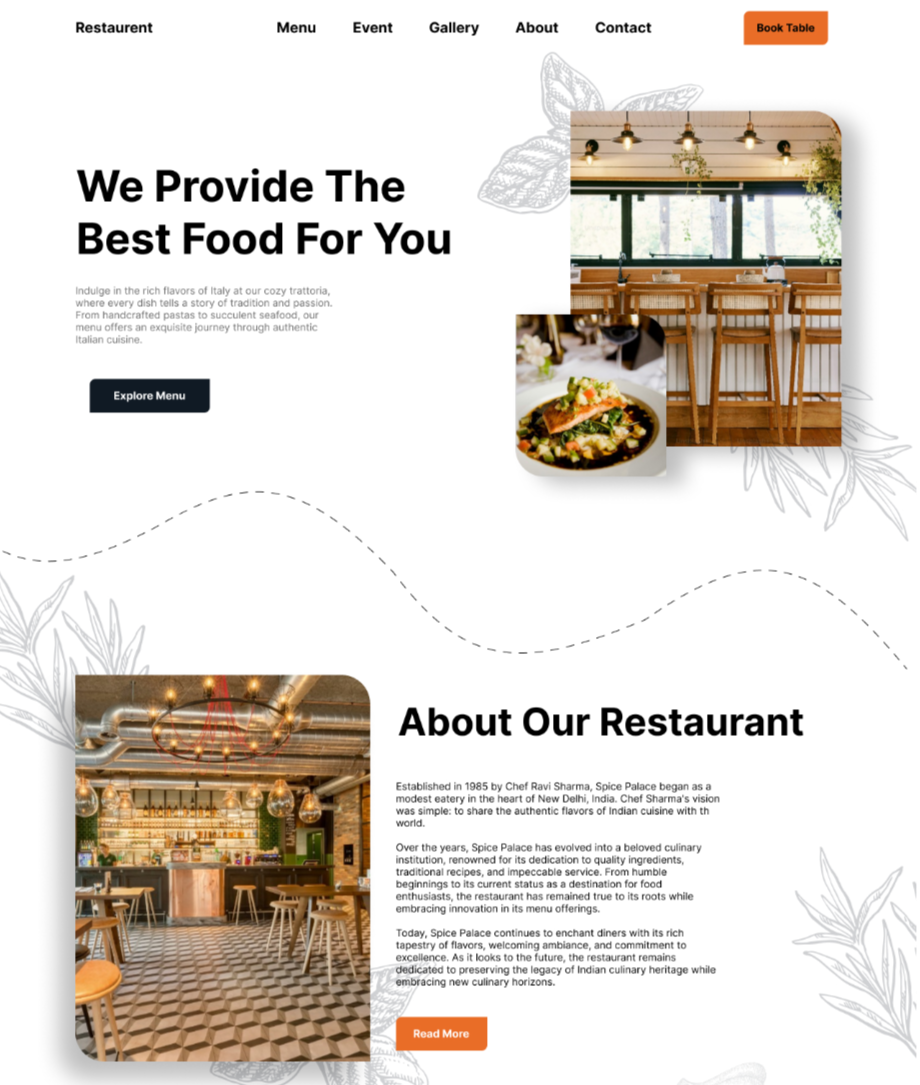 Restaurent
Menu
Event
Gallery
About
Contact
Book Table
We Provide The
Best Food For You
Indulge in the rich flavors of Italy at our cozy trattoria,
where every dish tells a story of tradition and passion.
From handcrafted pastas to succulent seafood, our
menu offers an exquisite journey through authentic
Italian cuisine.
Explore Menu
About Our Restaurant
Established in 1985 by Chef Ravi Sharma, Spice Palace began as a
modest eatery in the heart of New Delhi, India. Chef Sharma's vision
was simple: to share the authentic flavors of Indian cuisine with th
world.
Over the years, Spice Palace has evolved into a beloved culinary
institution, renowned for its dedication to quality ingredients,
traditional recipes, and impeccable service. From humble
beginnings to its current status as a destination for food
enthusiasts, the restaurant has remained true to its roots while
embracing innovation in its menu offerings.
Today, Spice Palace continues to enchant diners with its rich
tapestry of flavors, welcoming ambiance, and commitment to
excellence. As it looks to the future, the restaurant remains
dedicated to preserving the legacy of Indian culinary heritage while
embracing new culinary horizons.
Read More